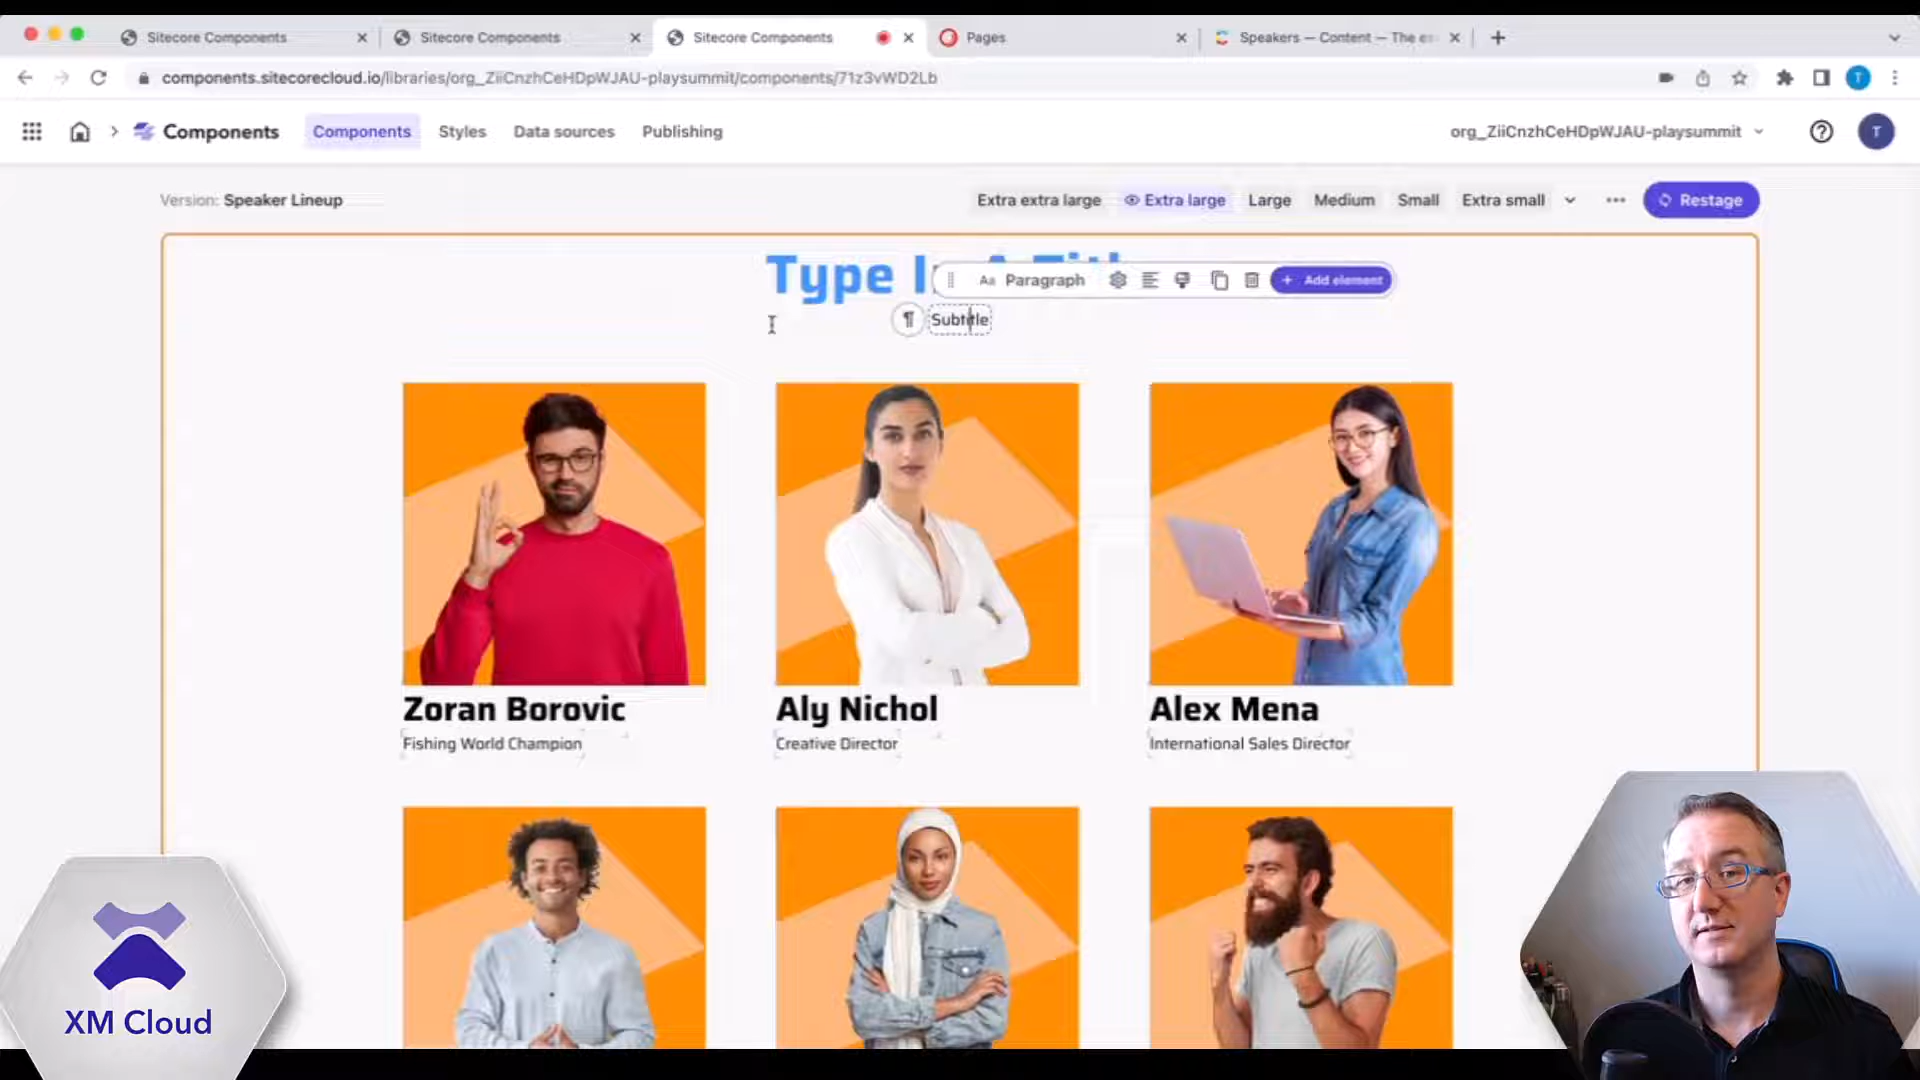 Sitecore Components
Sitecore Components
Sitecore Components
Pages
Speakers — Content — The
components.sitecorecloud.io/libraries/org_ZiiCnzhCeHDpWJAU-playsummit/components/71z3vWD2Lb
T
Components
Components
Styles
Data sources
Publishing
org_ZiiCnzhCeHDpWJAU-playsummit
T
Version: Speaker Lineup
Extra extra large
Extra large
Large
Medium
Small
Extra small
Restage
Type
Aa Paragraph
+ Add element
¶
Subtitle
Zoran Borovic
Fishing World Champion
Aly Nichol
Creative Director
Alex Mena
International Sales Director
XM Cloud